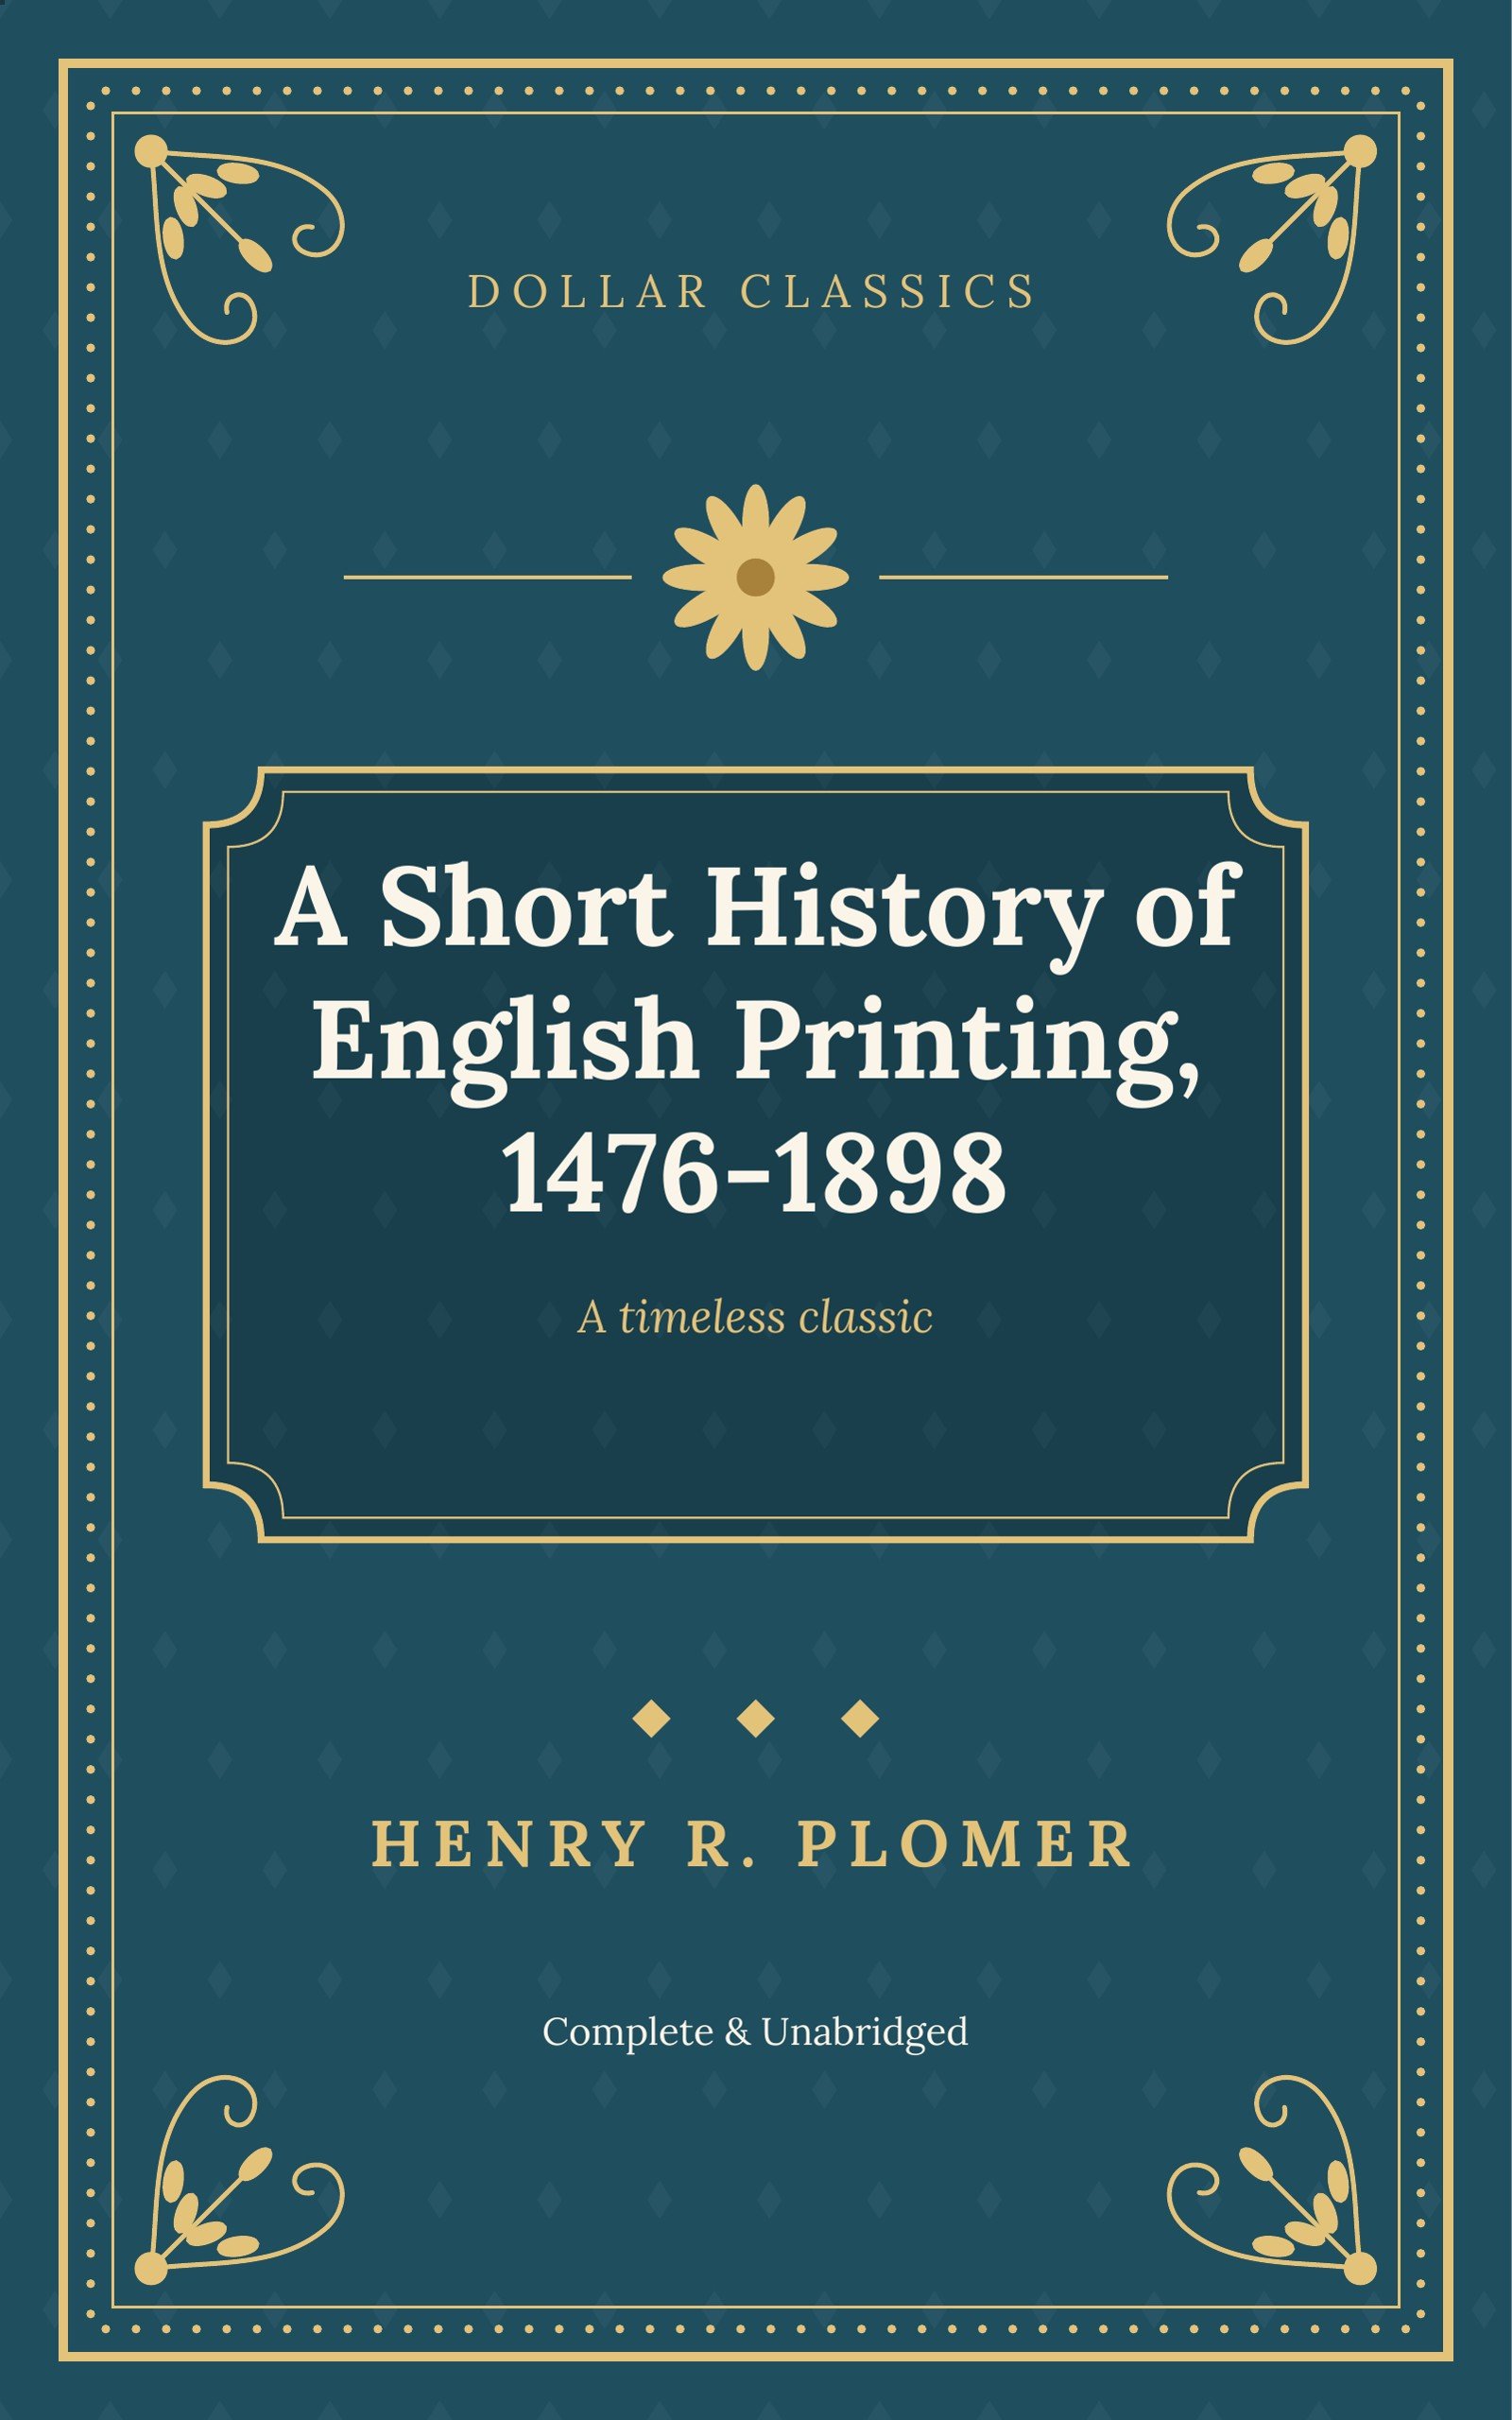 DOLLAR CLASSICS
A Short History of
English Printing,
1476-1898
A timeless classic
HENRY R. PLOMER
Complete & Unabridged